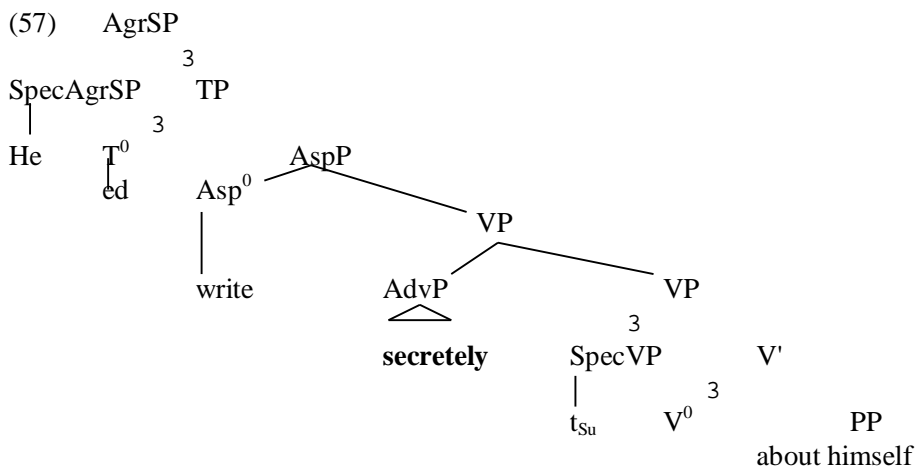 (57) AgrSP
3
SpecAgrSP TP
3
He T⁰ AspP
ed Asp⁰
VP
write AdvP VP
3
secretely SpecVP V'
3
t_Su V⁰ PP
about himself